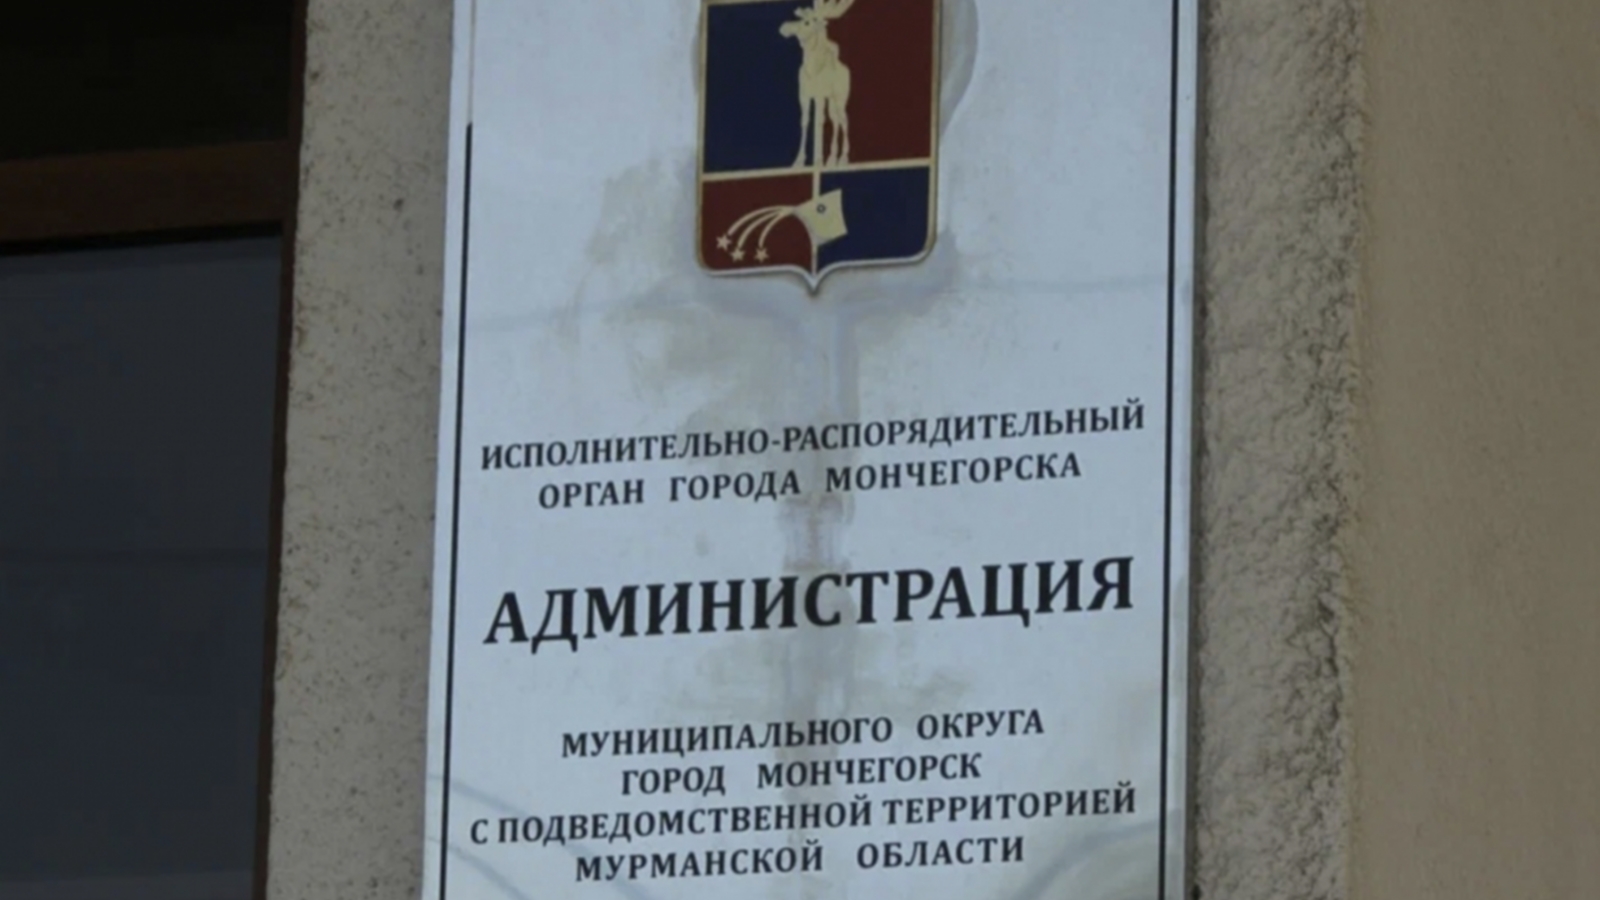 ИСПОЛНИТЕЛЬНО-РАСПОРЯДИТЕЛЬНЫЙ
ОРГАН ГОРОДА МОНЧЕГОРСКА
АДМИНИСТРАЦИЯ
МУНИЦИПАЛЬНОГО ОКРУГА
ГОРОД МОНЧЕГОРСК
С ПОДВЕДОМСТВЕННОЙ ТЕРРИТОРИЕЙ
МУРМАНСКОЙ ОБЛАСТИ